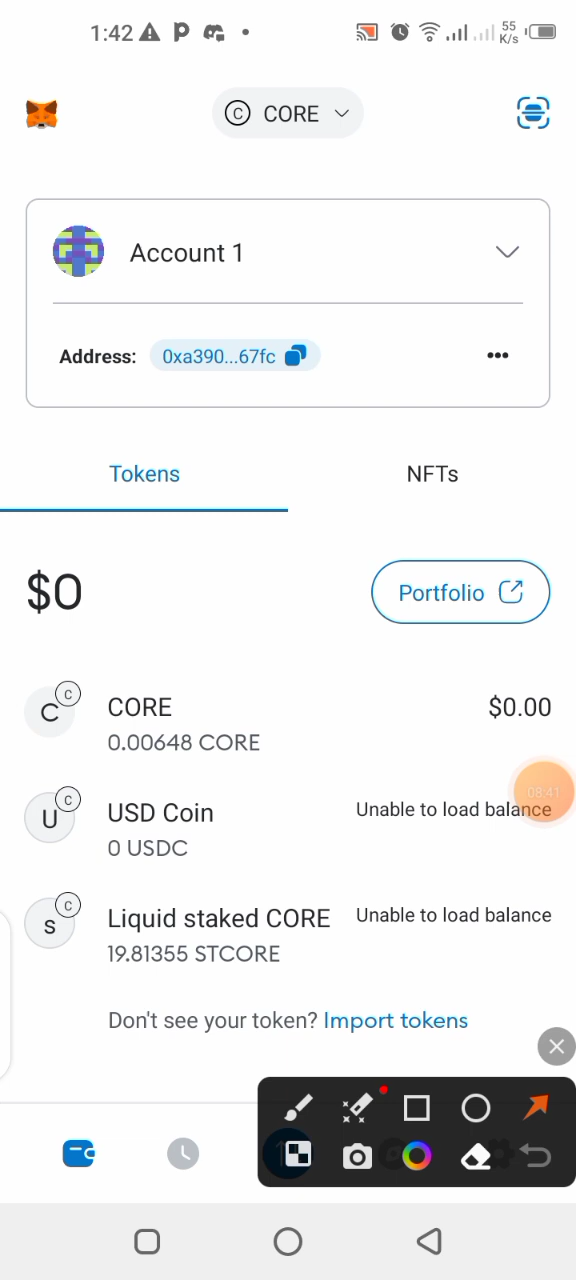 1:42
55
K/s
C CORE
Account 1
Address: 0xa390...67fc
Tokens
NFTs
$0
Portfolio
C
C
CORE
$0.00
0.00648 CORE
C
U
USD Coin
Unable to load balance
0 USDC
08:41
C
s
Liquid staked CORE
Unable to load balance
19.81355 STCORE
Don't see your token? Import tokens